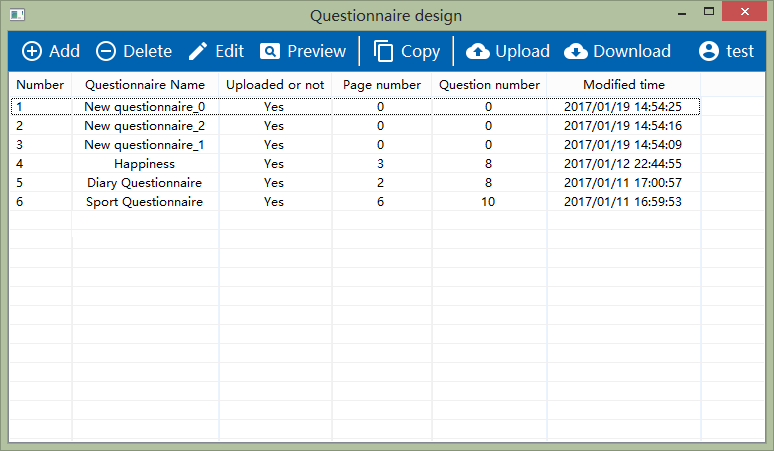 Questionnaire design
Add Delete Edit Preview Copy Upload Download test
Number Questionnaire Name Uploaded or not Page number Question number Modified time
1 New questionnaire_0 Yes 0 0 2017/01/19 14:54:25
2 New questionnaire_2 Yes 0 0 2017/01/19 14:54:16
3 New questionnaire_1 Yes 0 0 2017/01/19 14:54:09
4 Happiness Yes 3 8 2017/01/12 22:44:55
5 Diary Questionnaire Yes 2 8 2017/01/11 17:00:57
6 Sport Questionnaire Yes 6 10 2017/01/11 16:59:53